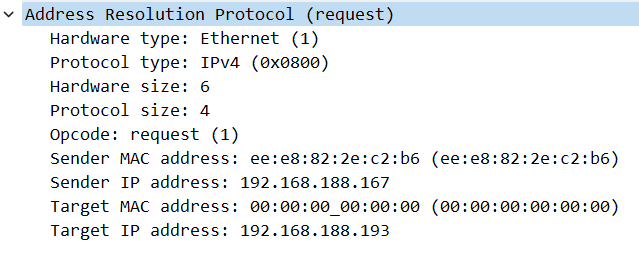 Address Resolution Protocol (request)
Hardware type: Ethernet (1)
Protocol type: IPv4 (0x0800)
Hardware size: 6
Protocol size: 4
Opcode: request (1)
Sender MAC address: ee:e8:82:2e:c2:b6 (ee:e8:82:2e:c2:b6)
Sender IP address: 192.168.188.167
Target MAC address: 00:00:00_00:00:00 (00:00:00:00:00:00)
Target IP address: 192.168.188.193